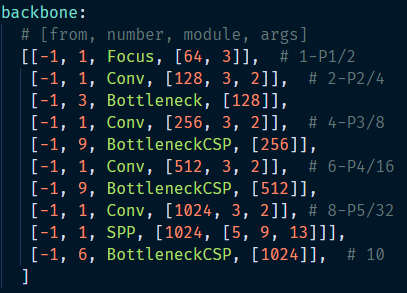 backbone:
  # [from, number, module, args]
  [[-1, 1, Focus, [64, 3]],  # 1-P1/2
   [-1, 1, Conv, [128, 3, 2]],  # 2-P2/4
   [-1, 3, Bottleneck, [128]],
   [-1, 1, Conv, [256, 3, 2]],  # 4-P3/8
   [-1, 9, BottleneckCSP, [256]],
   [-1, 1, Conv, [512, 3, 2]],  # 6-P4/16
   [-1, 9, BottleneckCSP, [512]],
   [-1, 1, Conv, [1024, 3, 2]], # 8-P5/32
   [-1, 1, SPP, [1024, [5, 9, 13]]],
   [-1, 6, BottleneckCSP, [1024]],  # 10
  ]